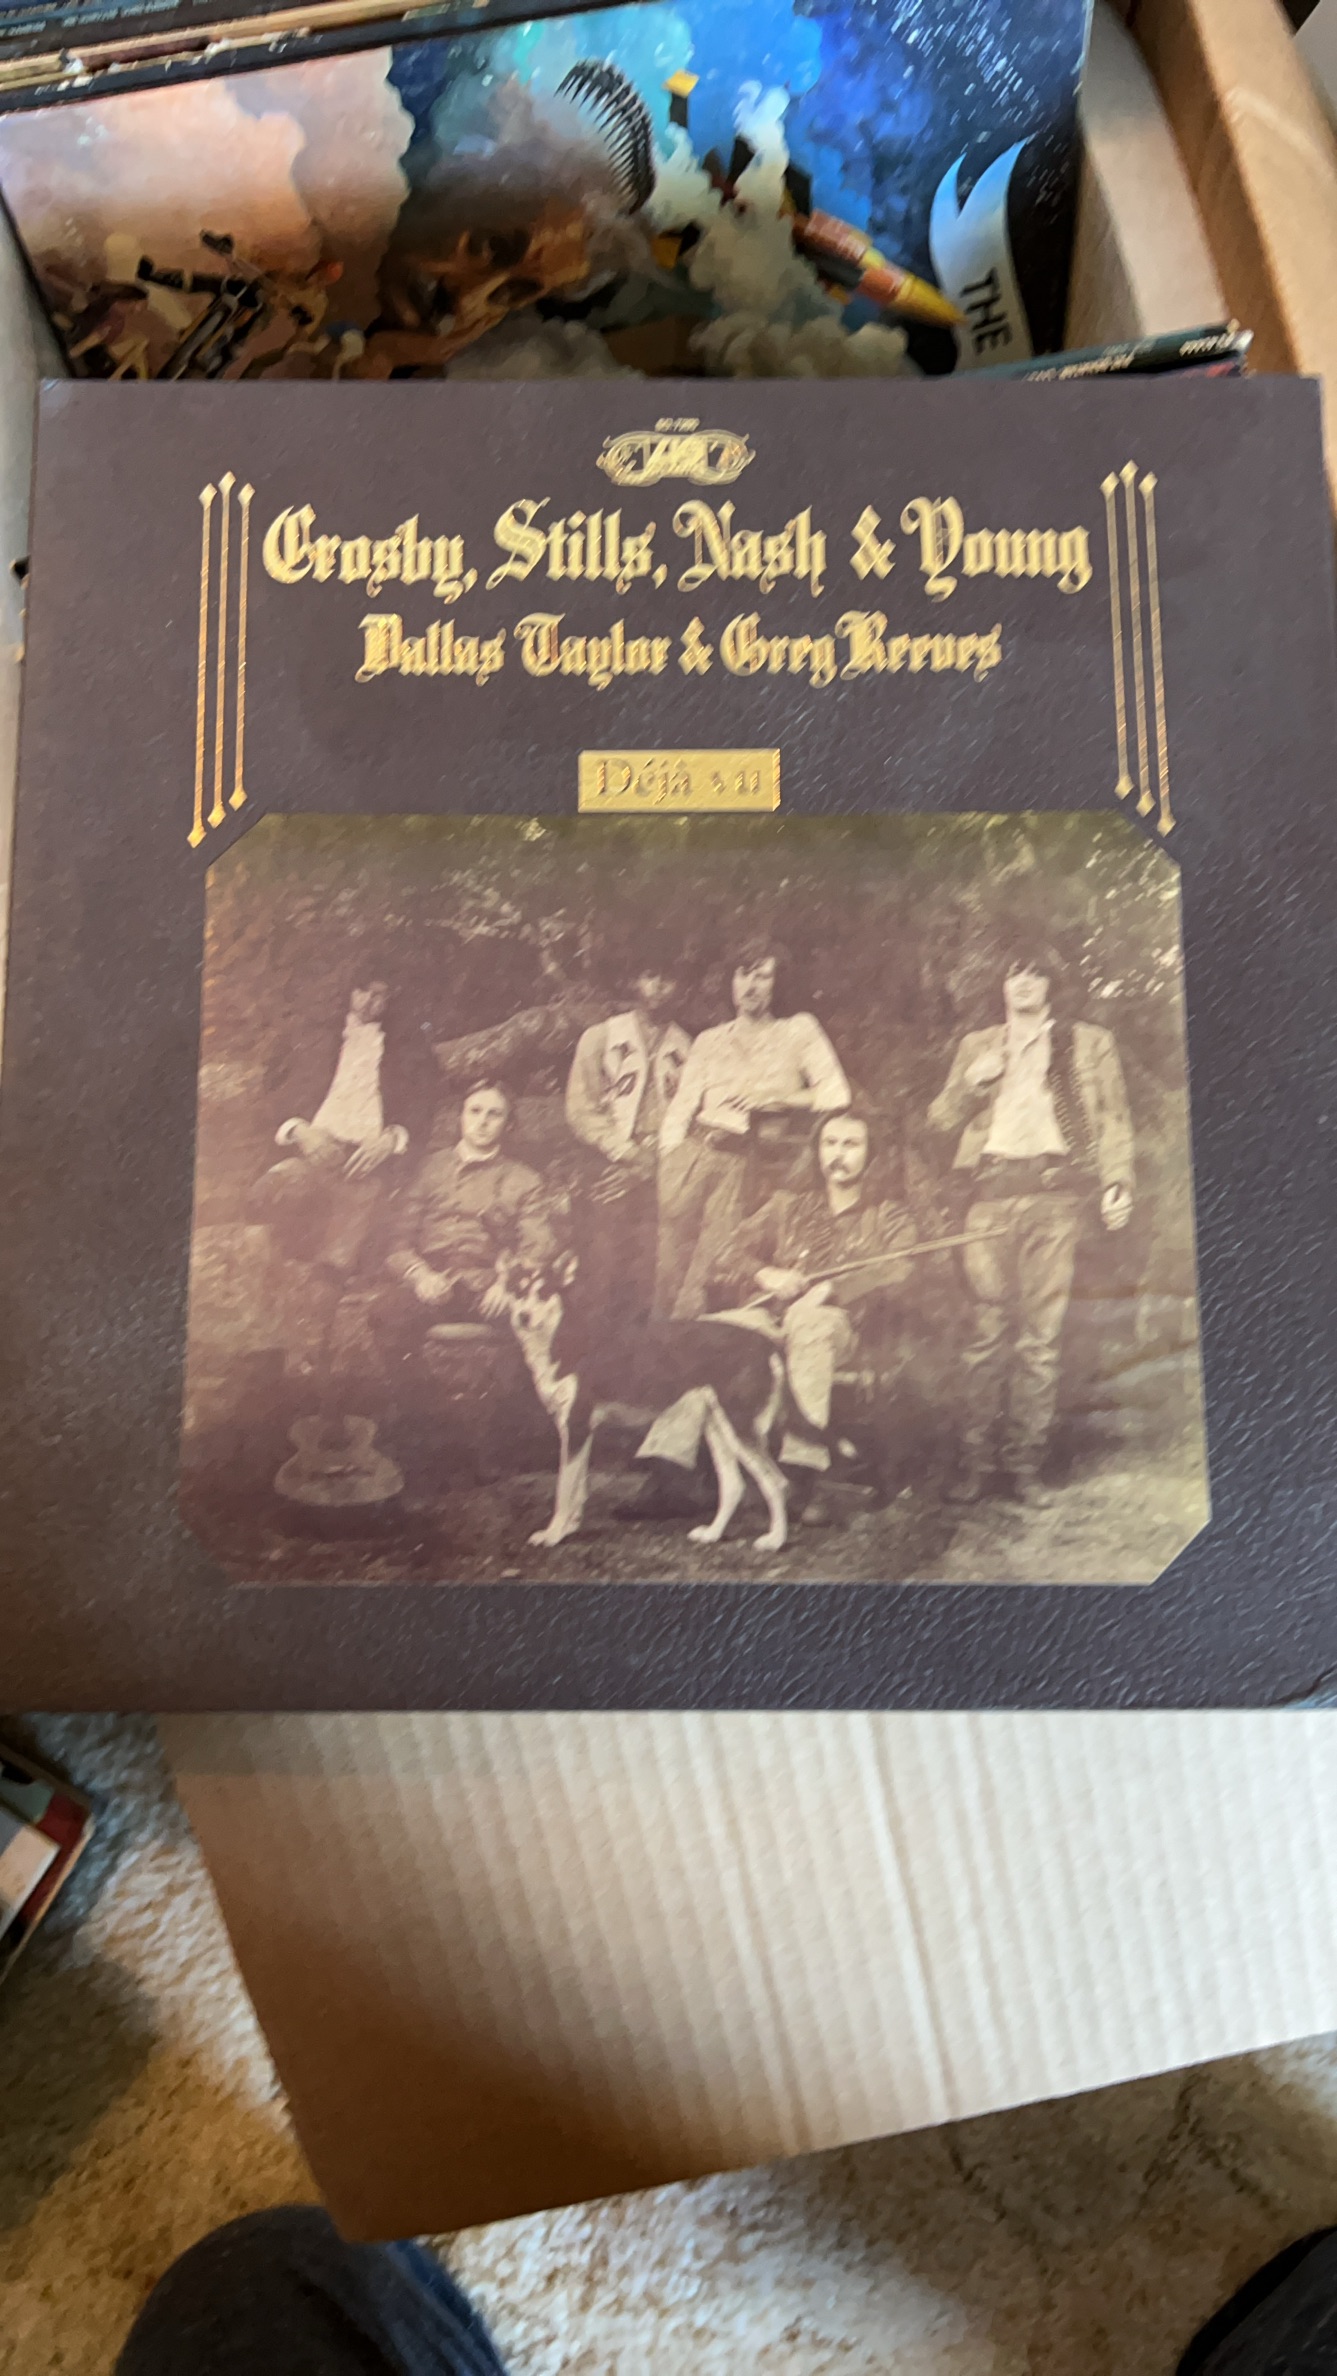 THE
Crosby, Stills, Nash & Young
Dallas Taylor & Greg Reeves
Déjà vu